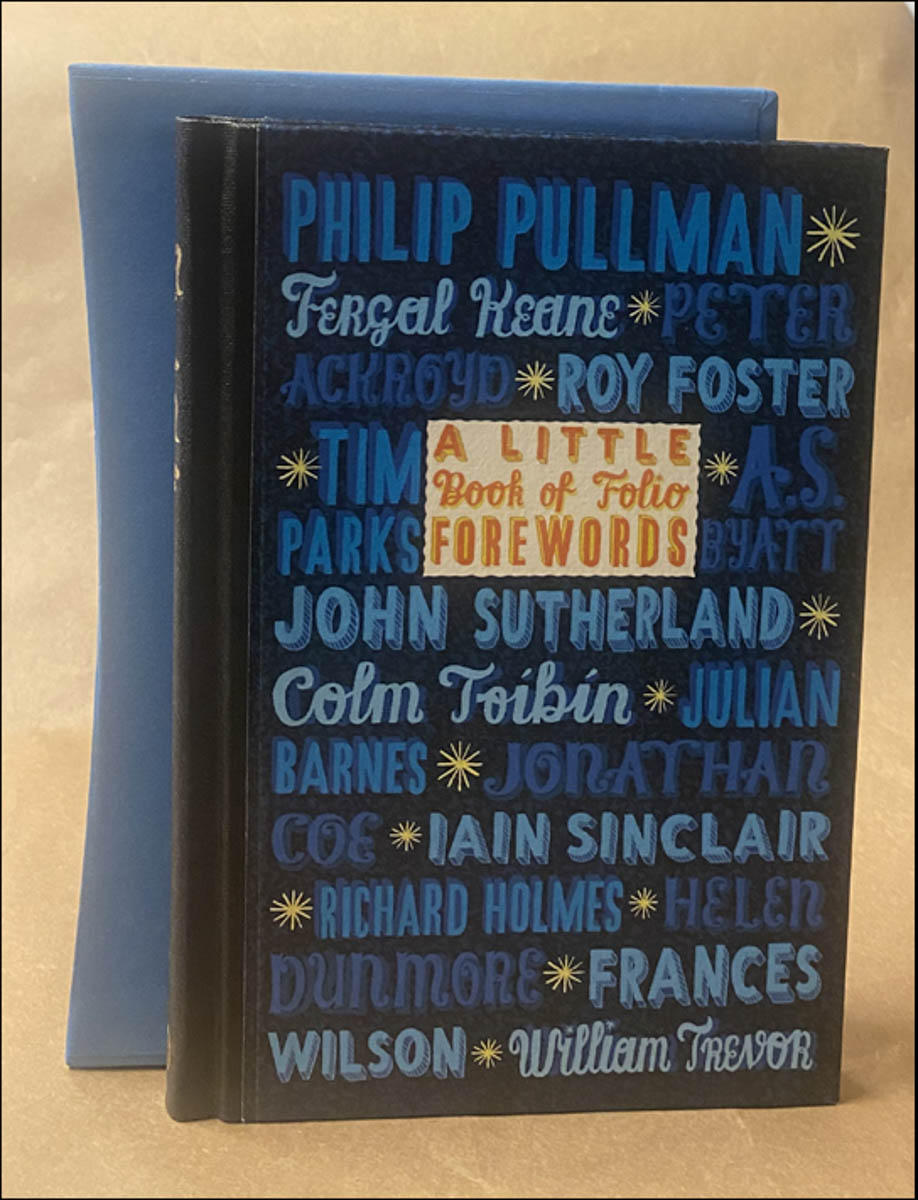 PHILIP PULLMAN
Fergal Keane PETER
ACKROYD ROY FOSTER
TIM A LITTLE A.S.
Book of Folio
PARKS FOREWORDS BYATT
JOHN SUTHERLAND
Colm Toíbín JULIAN
BARNES JONATHAN
COE IAIN SINCLAIR
RICHARD HOLMES HELEN
DUNMORE FRANCES
WILSON William TREVOR